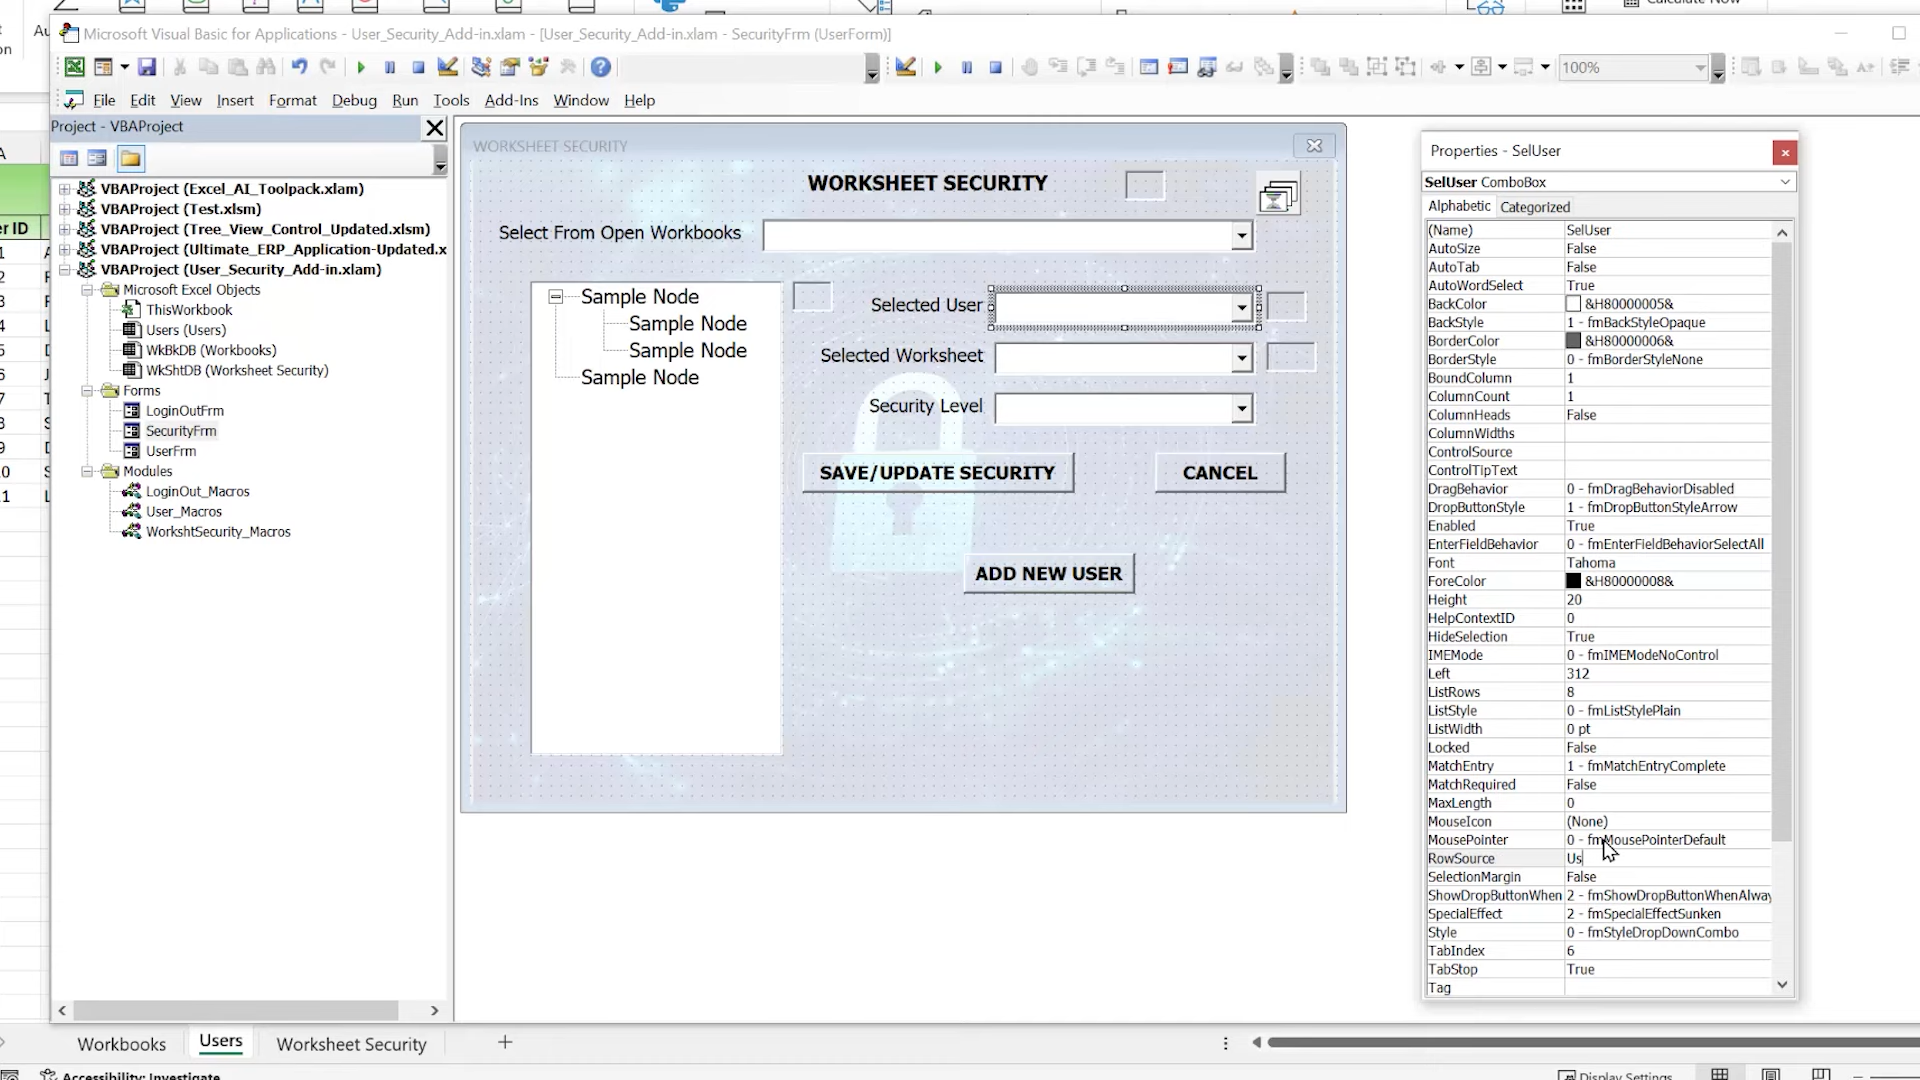 Calculate Now
Microsoft Visual Basic for Applications - User_Security_Add-in.xlam - [User_Security_Add-in.xlam - SecurityFrm (UserForm)]
100%
File Edit View Insert Format Debug Run Tools Add-Ins Window Help
Project - VBAProject
VBAProject (Excel_AI_Toolpack.xlam)
VBAProject (Test.xlsm)
VBAProject (Tree_View_Control_Updated.xlsm)
VBAProject (Ultimate_ERP_Application-Updated.x
VBAProject (User_Security_Add-in.xlam)
Microsoft Excel Objects
ThisWorkbook
Users (Users)
WkBkDB (Workbooks)
WkShtDB (Worksheet Security)
Forms
LoginOutFrm
SecurityFrm
UserFrm
Modules
LoginOut_Macros
User_Macros
WorkshtSecurity_Macros
er ID
WORKSHEET SECURITY
WORKSHEET SECURITY
Select From Open Workbooks
Sample Node
Sample Node
Sample Node
Sample Node
Selected User
Selected Worksheet
Security Level
SAVE/UPDATE SECURITY
CANCEL
ADD NEW USER
Properties - SelUser
SelUser ComboBox
Alphabetic Categorized
(Name) SelUser
AutoSize False
AutoTab False
AutoWordSelect True
BackColor &H80000005&
BackStyle 1 - fmBackStyleOpaque
BorderColor &H80000006&
BorderStyle 0 - fmBorderStyleNone
BoundColumn 1
ColumnCount 1
ColumnHeads False
ColumnWidths
ControlSource
ControlTipText
DragBehavior 0 - fmDragBehaviorDisabled
DropButtonStyle 1 - fmDropButtonStyleArrow
Enabled True
EnterFieldBehavior 0 - fmEnterFieldBehaviorSelectAll
Font Tahoma
ForeColor &H80000008&
Height 20
HelpContextID 0
HideSelection True
IMEMode 0 - fmIMEModeNoControl
Left 312
ListRows 8
ListStyle 0 - fmListStylePlain
ListWidth 0 pt
Locked False
MatchEntry 1 - fmMatchEntryComplete
MatchRequired False
MaxLength 0
MouseIcon (None)
MousePointer 0 - fmMousePointerDefault
RowSource Us
SelectionMargin False
ShowDropButtonWhen 2 - fmShowDropButtonWhenAlway
SpecialEffect 2 - fmSpecialEffectSunken
Style 0 - fmStyleDropDownCombo
TabIndex 6
TabStop True
Tag
Workbooks Users Worksheet Security
Accessibility: Investigate
Display Settings